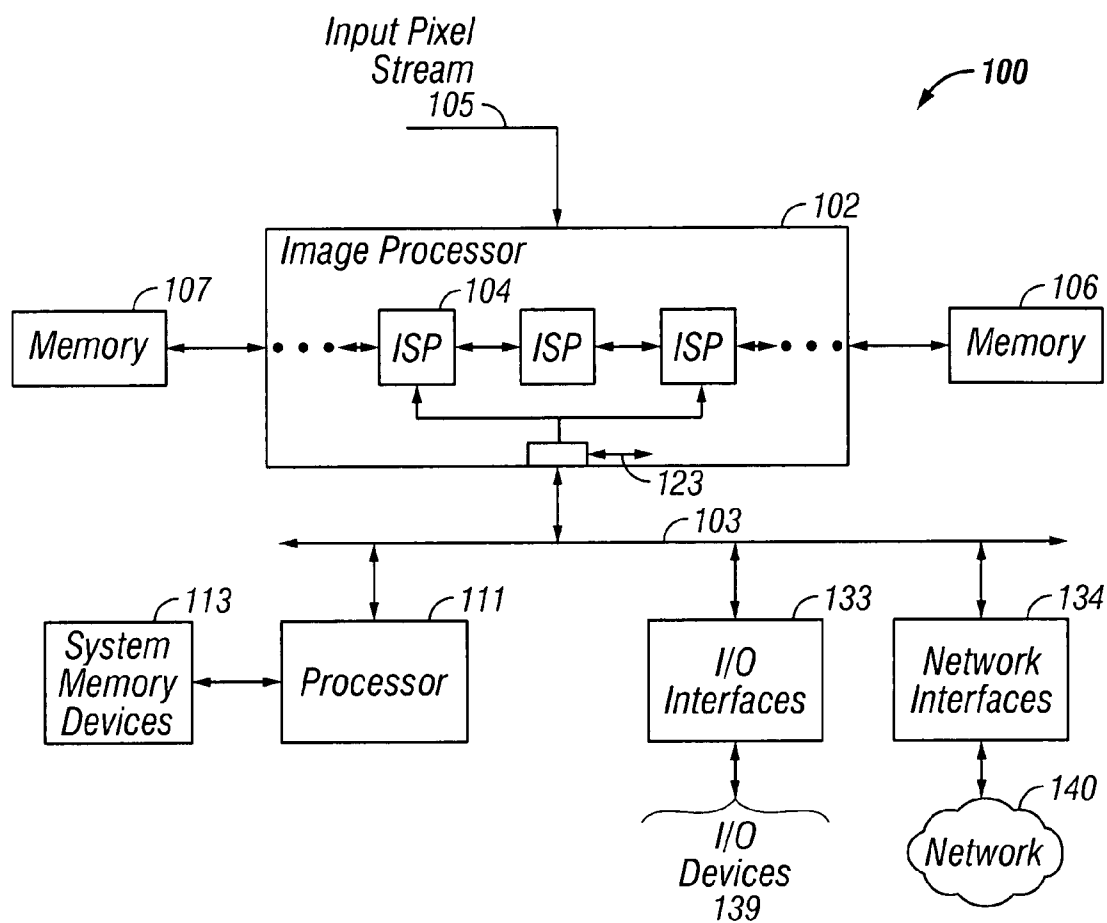 Input Pixel
Stream
105
100
102
Image Processor
107
104
106
Memory
ISP
ISP
ISP
Memory
123
103
113
111
133
134
System
Memory
Devices
Processor
I/O
Interfaces
Network
Interfaces
140
I/O
Devices
139
Network